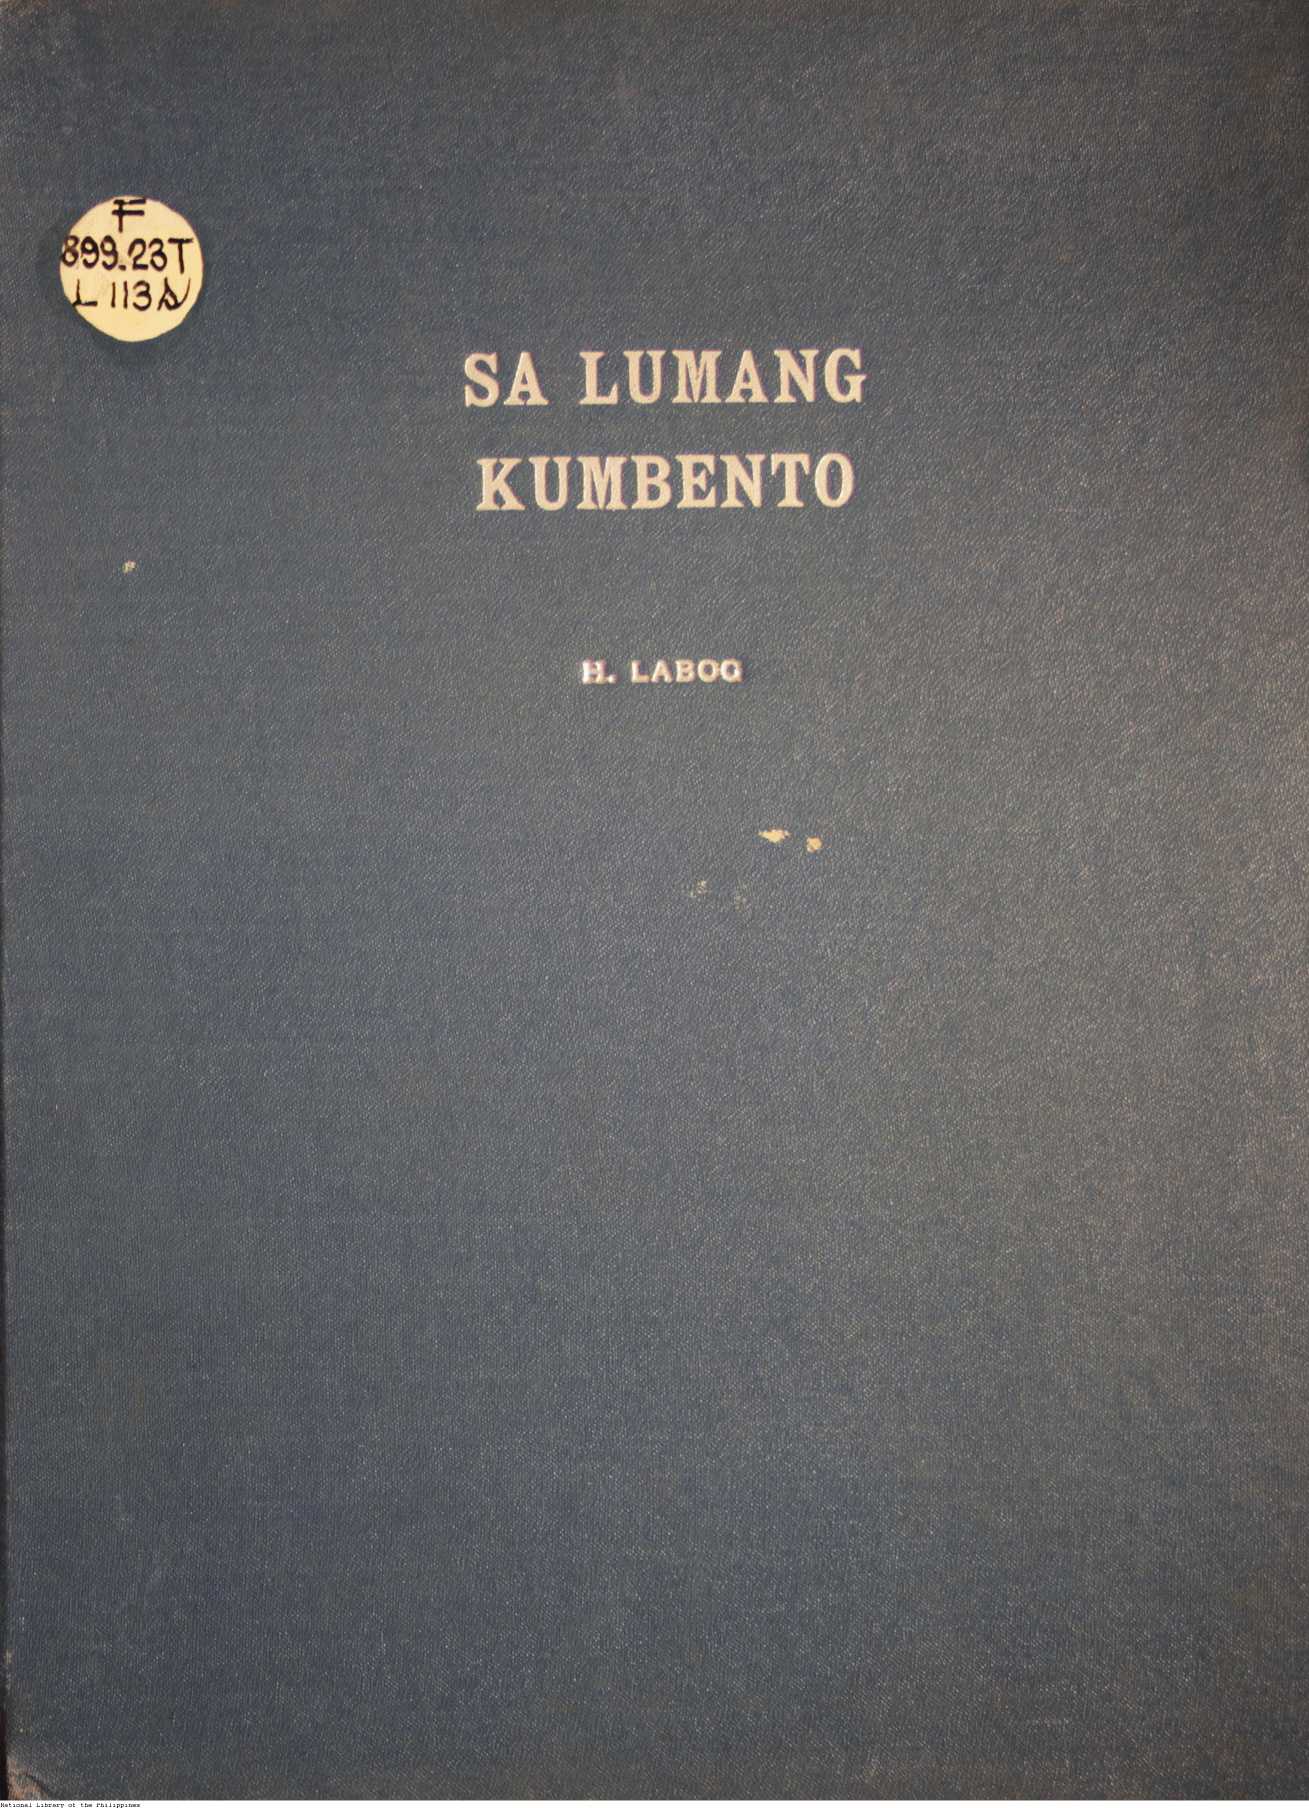 F
899.23T
L113s
SA LUMANG
KUMBENTO
H. LABOG
National Library of the Philippines